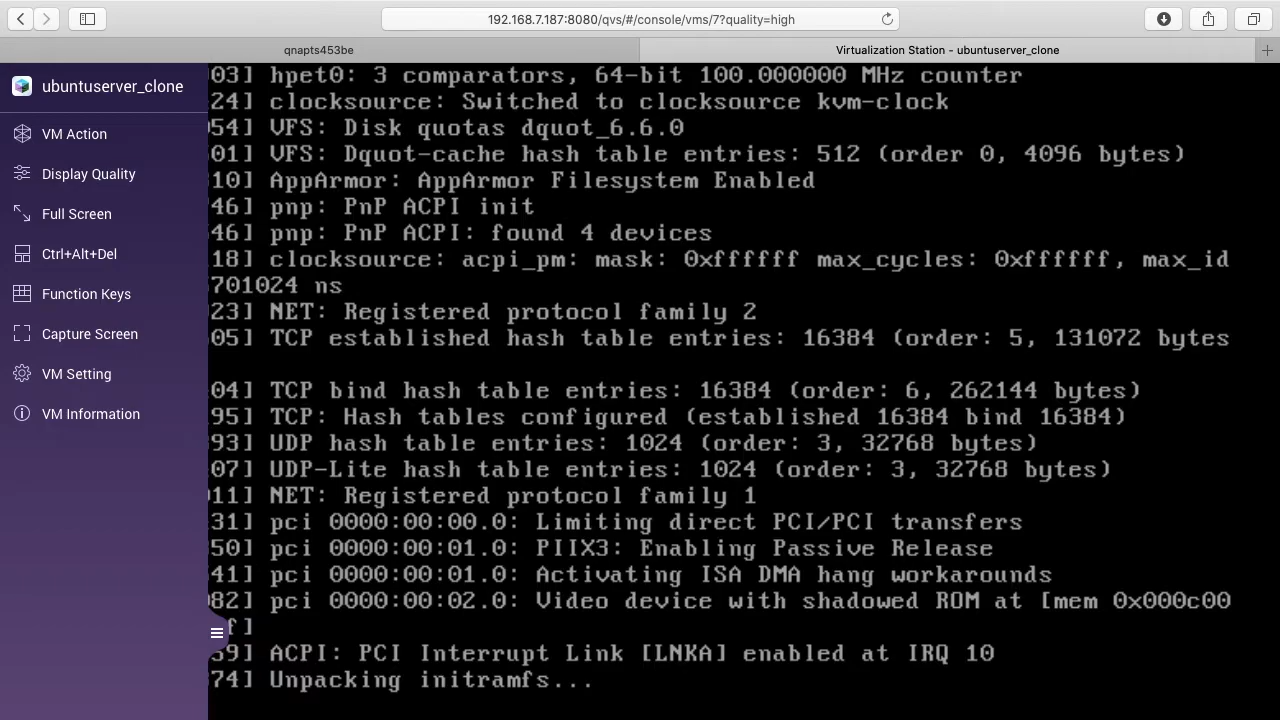 192.168.7.187:8080/qvs/#/console/vms/7?quality=high
qnapts453be
Virtualization Station - ubuntuserver_clone
ubuntuserver_clone
VM Action
Display Quality
Full Screen
Ctrl+Alt+Del
Function Keys
Capture Screen
VM Setting
VM Information
03] hpet0: 3 comparators, 64-bit 100.000000 MHz counter
24] clocksource: Switched to clocksource kvm-clock
54] VFS: Disk quotas dquot_6.6.0
01] VFS: Dquot-cache hash table entries: 512 (order 0, 4096 bytes)
10] AppArmor: AppArmor Filesystem Enabled
46] pnp: PnP ACPI init
46] pnp: PnP ACPI: found 4 devices
18] clocksource: acpi_pm: mask: 0xffffff max_cycles: 0xffffff, max_id
701024 ns
23] NET: Registered protocol family 2
05] TCP established hash table entries: 16384 (order: 5, 131072 bytes
04] TCP bind hash table entries: 16384 (order: 6, 262144 bytes)
95] TCP: Hash tables configured (established 16384 bind 16384)
93] UDP hash table entries: 1024 (order: 3, 32768 bytes)
07] UDP-Lite hash table entries: 1024 (order: 3, 32768 bytes)
11] NET: Registered protocol family 1
31] pci 0000:00:00.0: Limiting direct PCI/PCI transfers
50] pci 0000:00:01.0: PIIX3: Enabling Passive Release
41] pci 0000:00:01.0: Activating ISA DMA hang workarounds
82] pci 0000:00:02.0: Video device with shadowed ROM at [mem 0x000c00
f]
59] ACPI: PCI Interrupt Link [LNKA] enabled at IRQ 10
74] Unpacking initramfs...